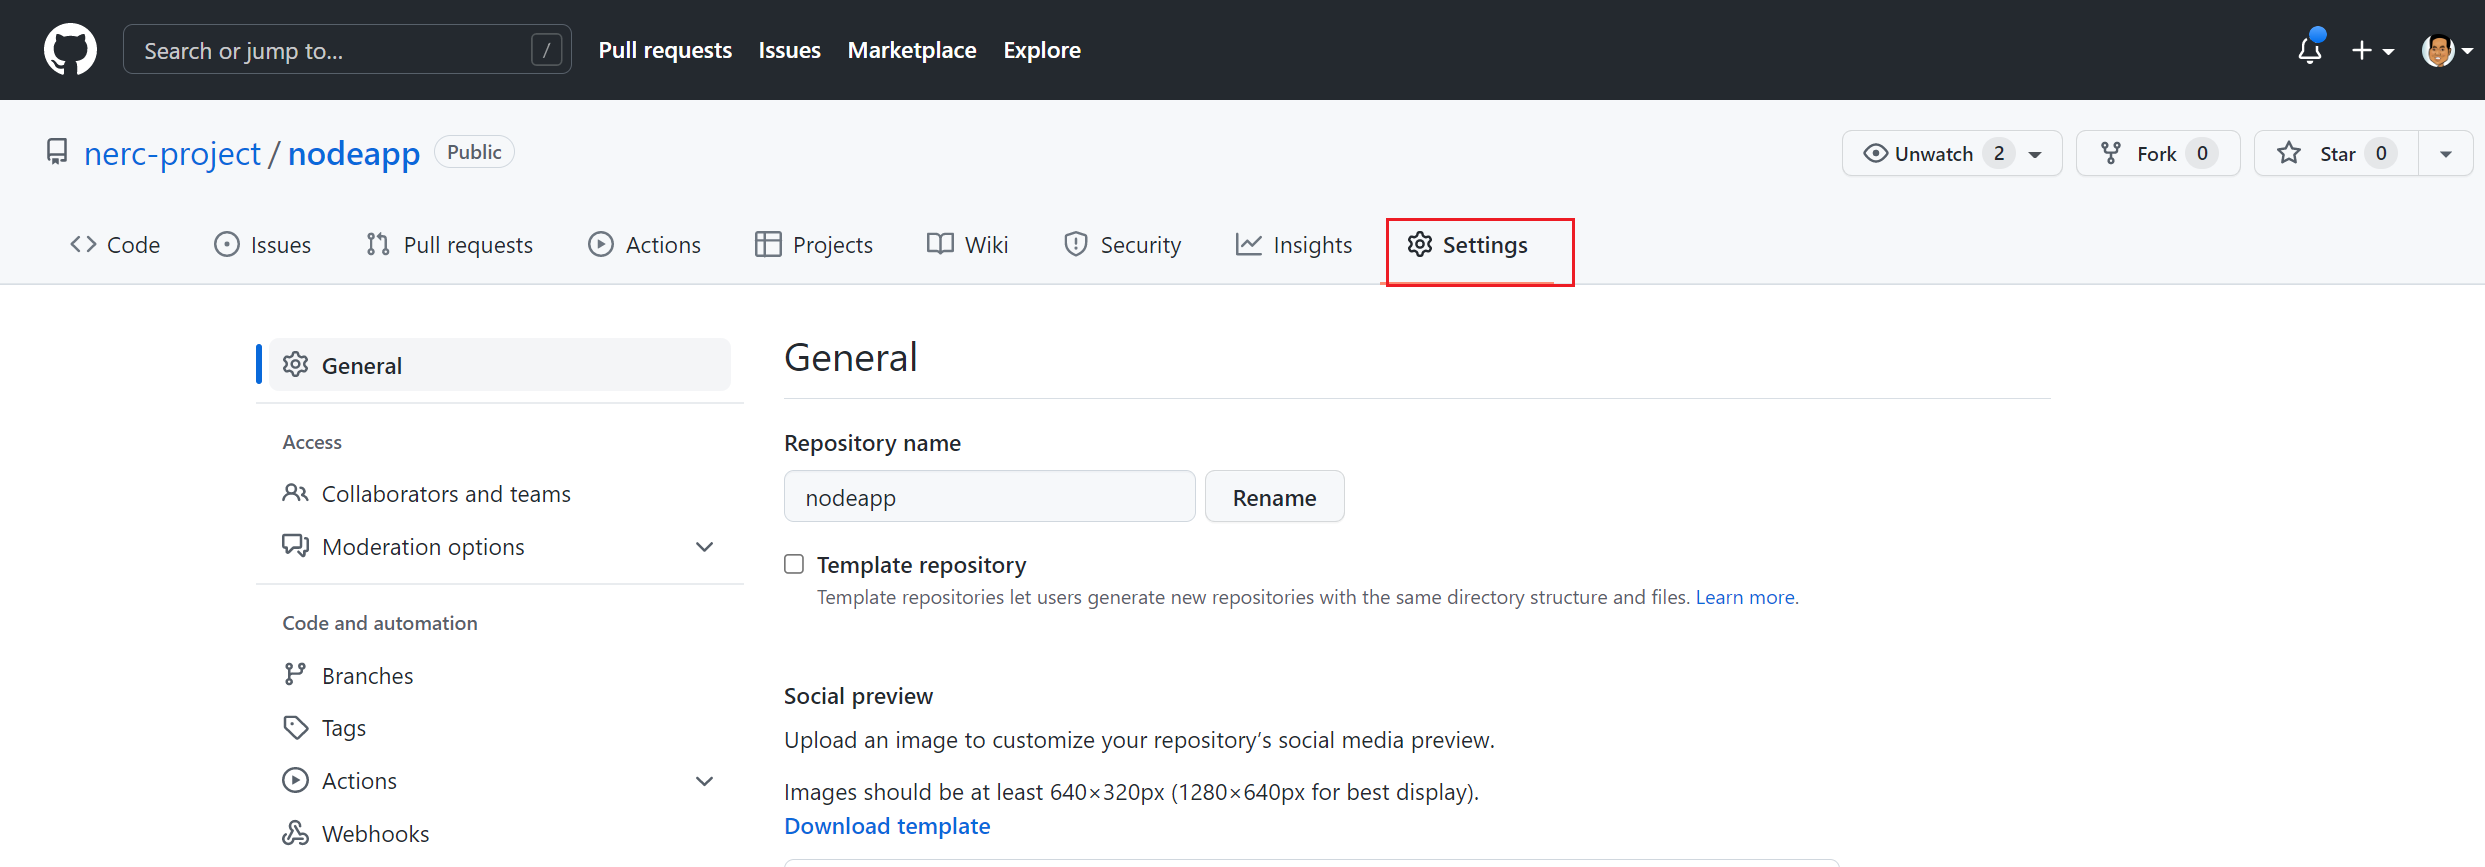 Search or jump to... /
Pull requests Issues Marketplace Explore
nerc-project / nodeapp Public
Unwatch 2 Fork 0 Star 0
Code Issues Pull requests Actions Projects Wiki Security Insights Settings
General
Access
Collaborators and teams
Moderation options
Code and automation
Branches
Tags
Actions
Webhooks
General
Repository name
nodeapp Rename
Template repository
Template repositories let users generate new repositories with the same directory structure and files. Learn more.
Social preview
Upload an image to customize your repository’s social media preview.
Images should be at least 640×320px (1280×640px for best display).
Download template